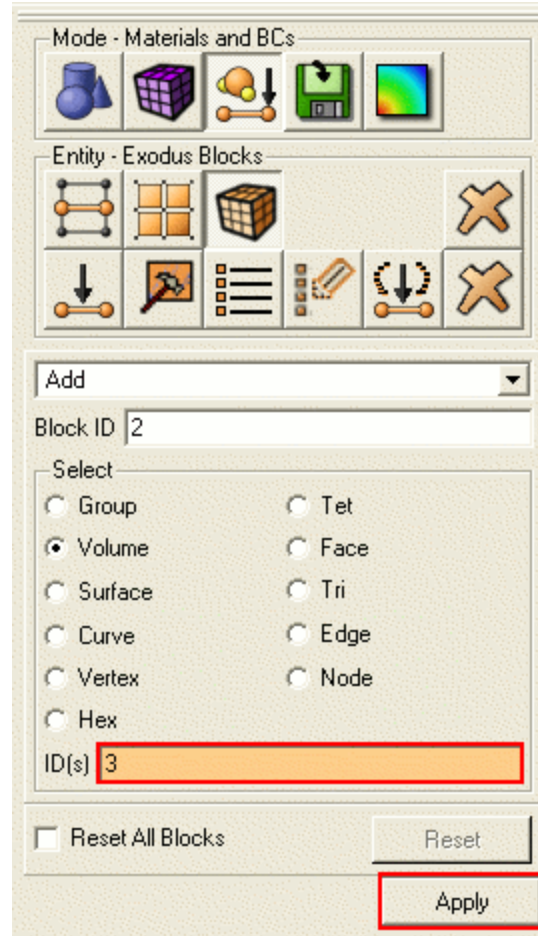 Mode - Materials and BCs
Entity - Exodus Blocks
Add
Block ID 2
Select
Group Tet
Volume Face
Surface Tri
Curve Edge
Vertex Node
Hex
ID(s) 3
Reset All Blocks Reset
Apply